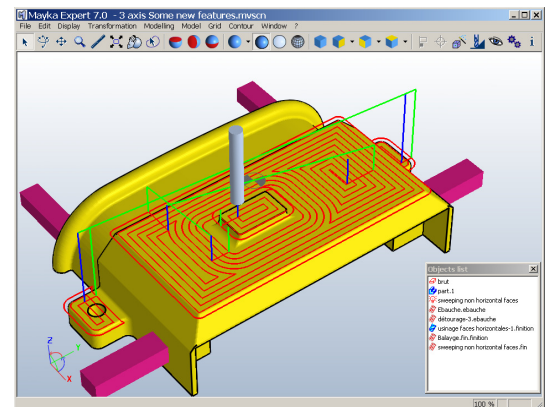 Mayka Expert 7.0 - 3 axis Some new features.mvscn
File Edit Display Transformation Modelling Model Grid Contour Window ?
Z
Y
X
Objects list
brut
part.1
sweeping non horizontal faces
Ebauche.ebauche
détourage-3.ebauche
usinage faces horizontales-1.finition
Balayge.fin.finition
sweeping non horizontal faces.fin
100 %